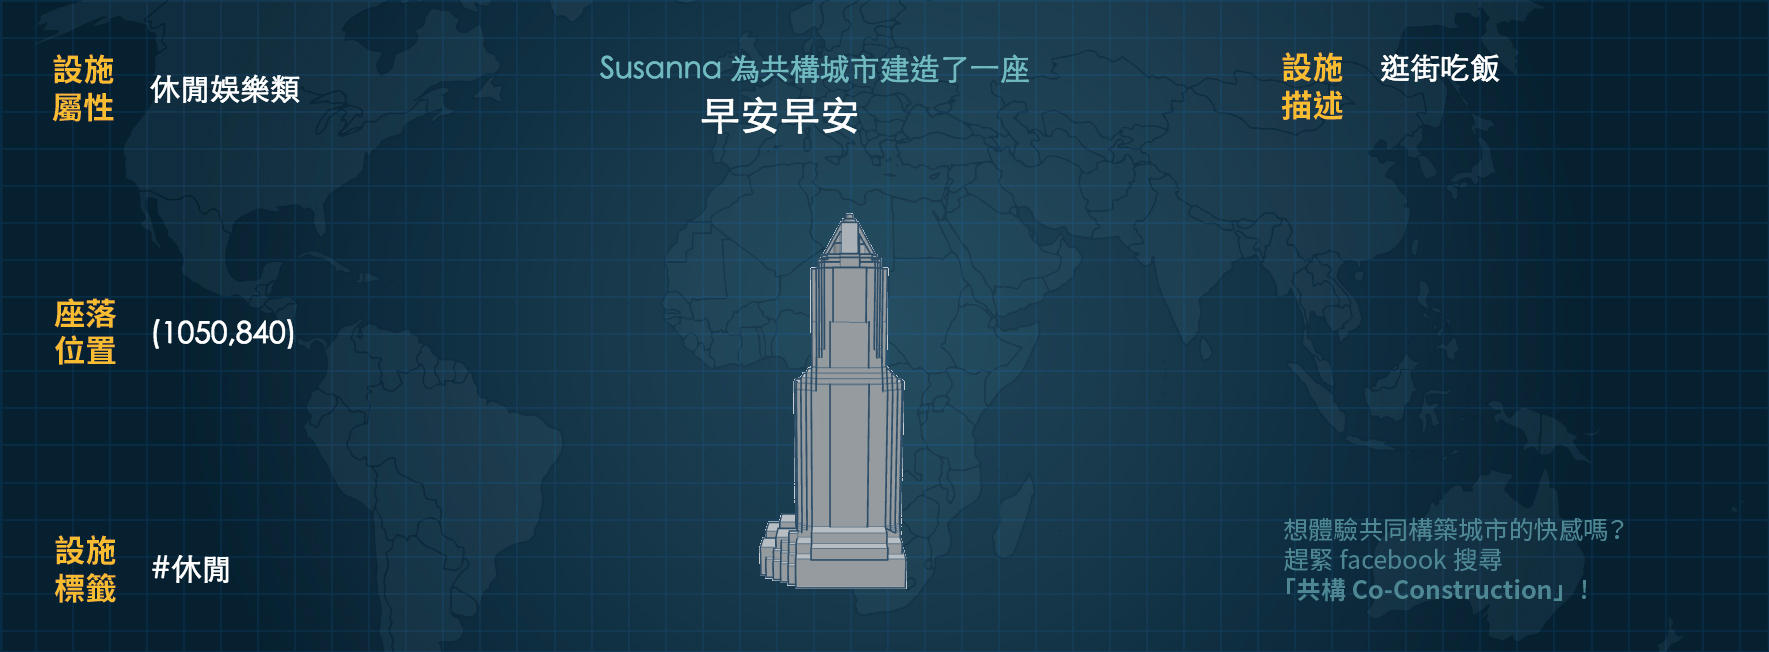 設施
屬性
休閒娛樂類
Susanna 為共構城市建造了一座
早安早安
設施
描述
逛街吃飯
座落
位置
(1050,840)
設施
標籤
#休閒
想體驗共同構築城市的快感嗎？
趕緊 facebook 搜尋
「共構 Co-Construction」！